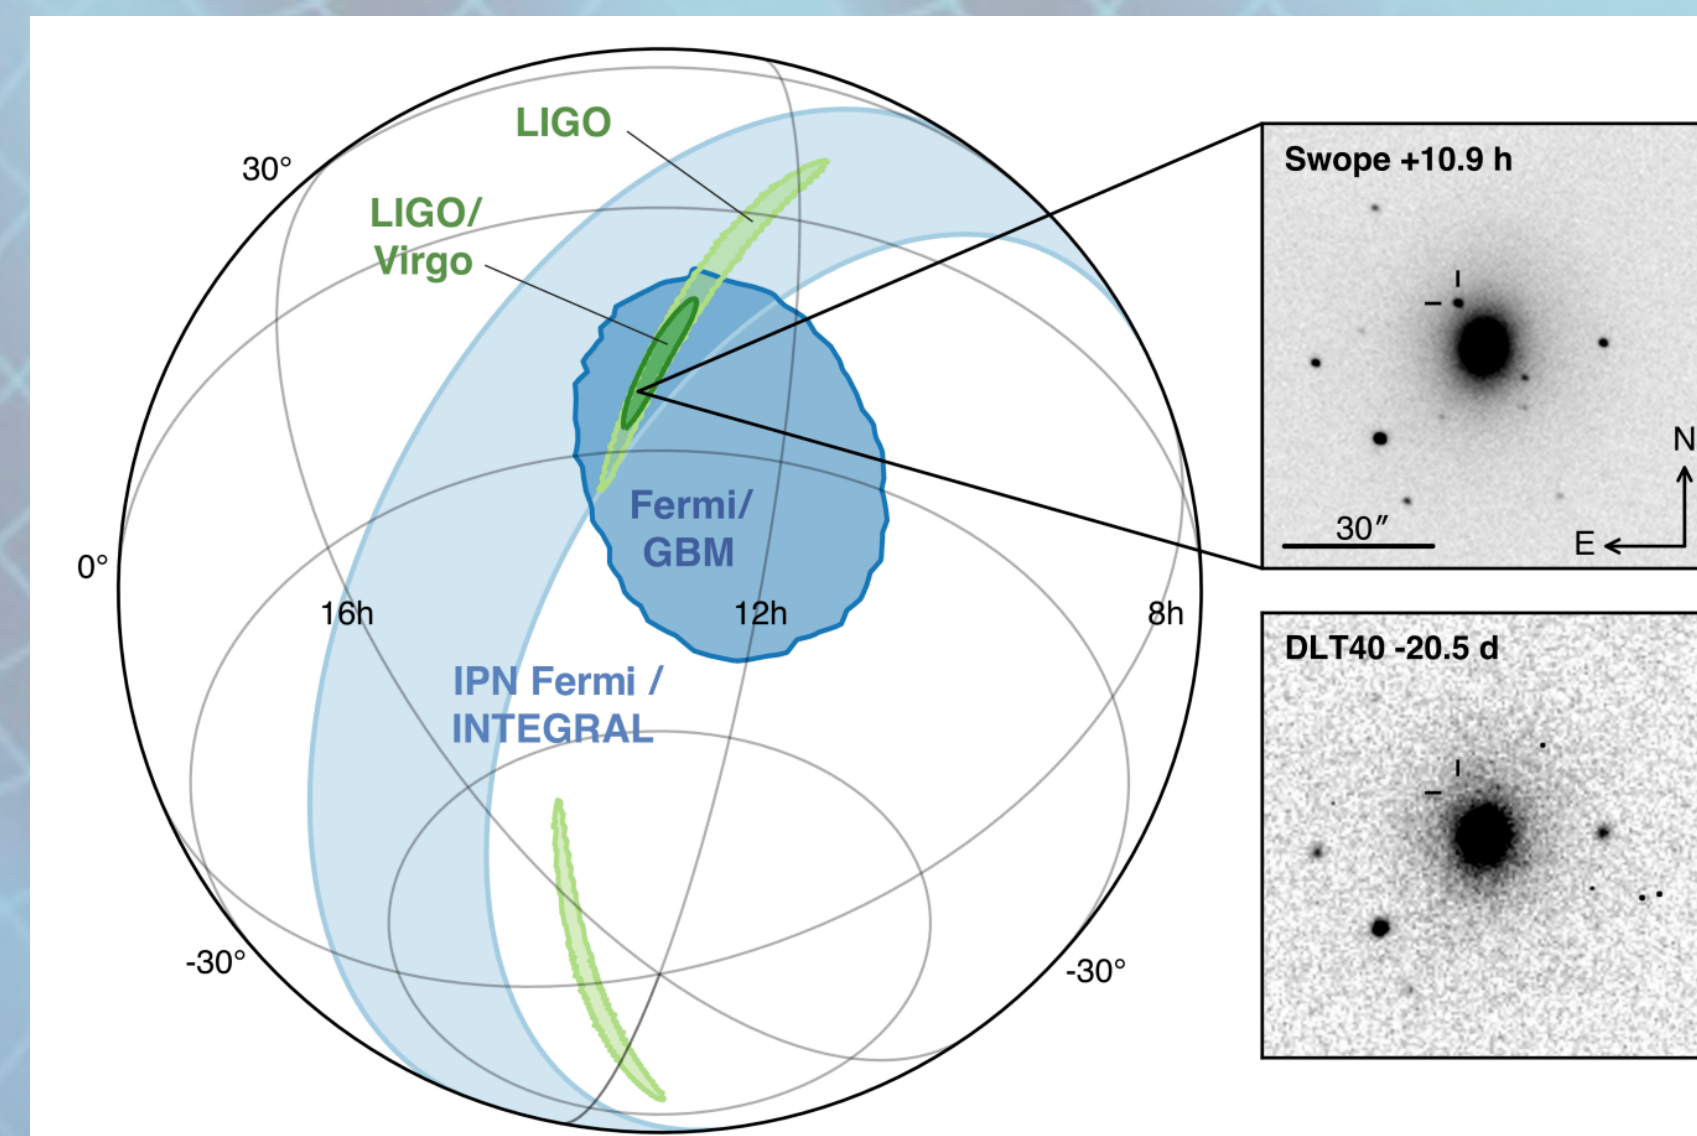 LIGO
30°
LIGO/
Virgo
Fermi/
GBM
0°
16h
12h
8h
IPN Fermi /
INTEGRAL
-30°
-30°
Swope +10.9 h
N
30″
E
DLT40 -20.5 d